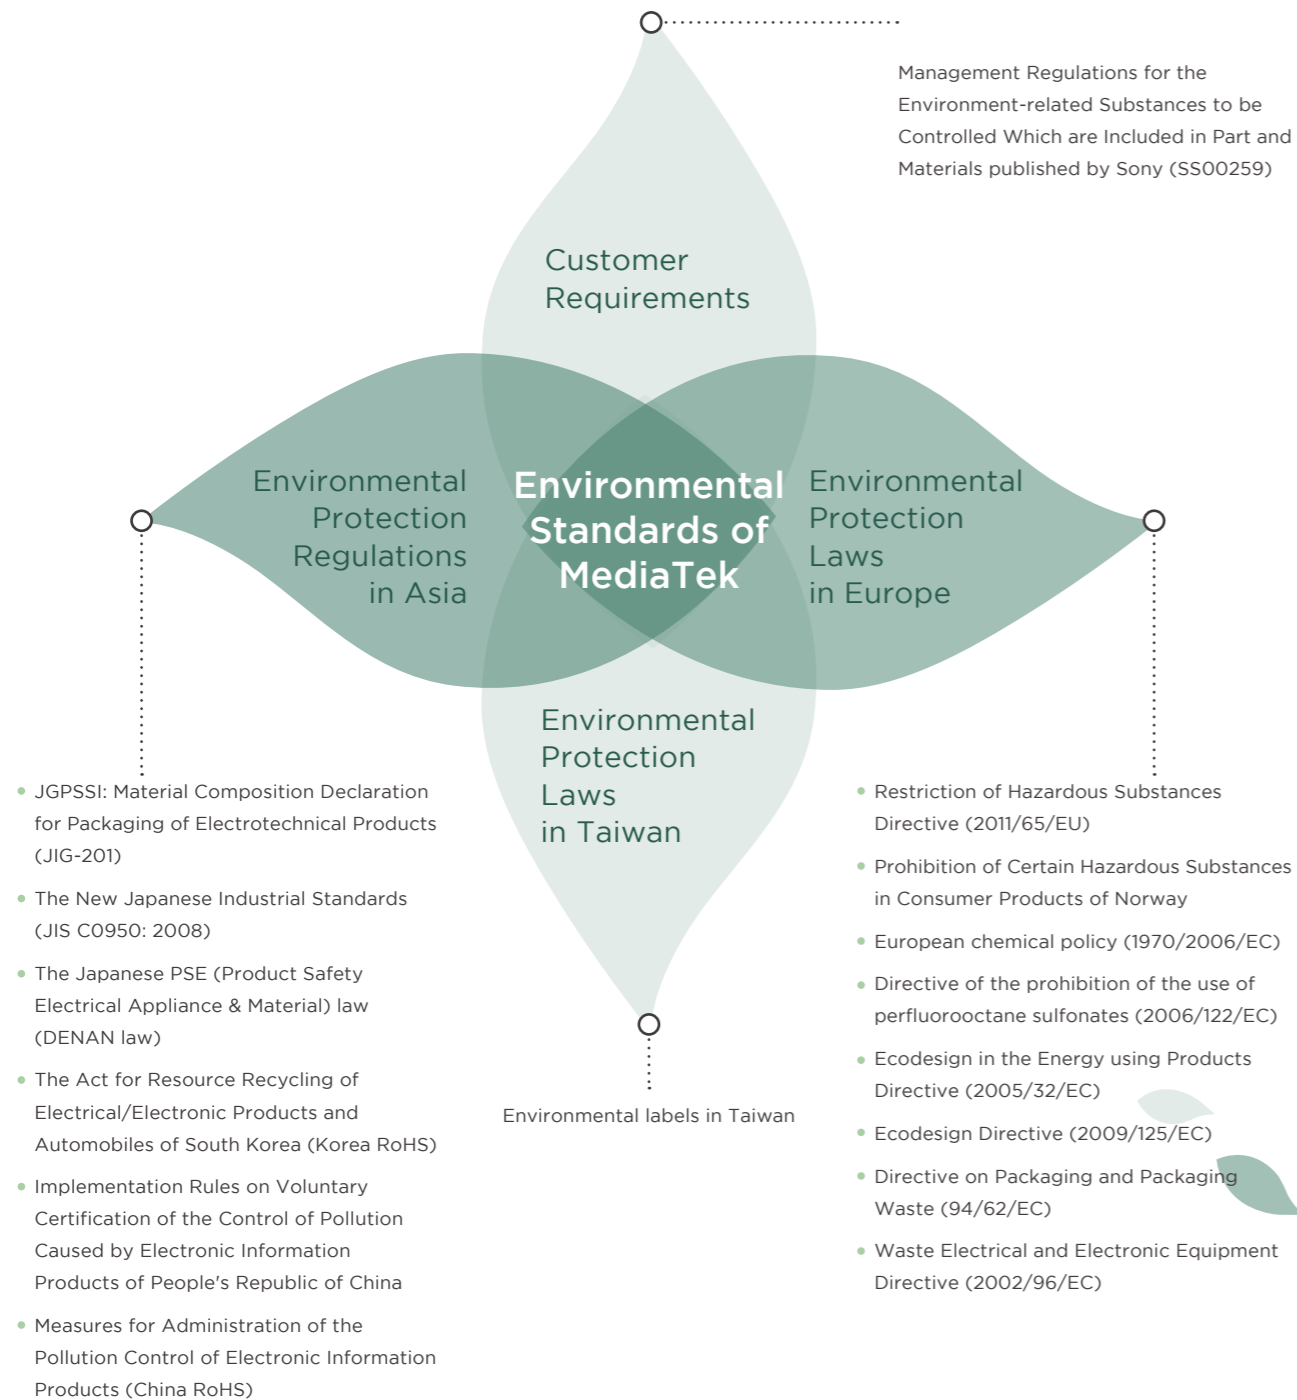 Management Regulations for the
Environment-related Substances to be
Controlled Which are Included in Part and
Materials published by Sony (SS00259)
Customer
Requirements
Environmental
Protection
Regulations
in Asia
Environmental
Standards of
MediaTek
Environmental
Protection
Laws
in Europe
Environmental
Protection
Laws
in Taiwan
JGPSSI: Material Composition Declaration
for Packaging of Electrotechnical Products
(JIG-201)
The New Japanese Industrial Standards
(JIS C0950: 2008)
The Japanese PSE (Product Safety
Electrical Appliance & Material) law
(DENAN law)
The Act for Resource Recycling of
Electrical/Electronic Products and
Automobiles of South Korea (Korea RoHS)
Implementation Rules on Voluntary
Certification of the Control of Pollution
Caused by Electronic Information
Products of People's Republic of China
Measures for Administration of the
Pollution Control of Electronic Information
Products (China RoHS)
Environmental labels in Taiwan
Restriction of Hazardous Substances
Directive (2011/65/EU)
Prohibition of Certain Hazardous Substances
in Consumer Products of Norway
European chemical policy (1970/2006/EC)
Directive of the prohibition of the use of
perfluorooctane sulfonates (2006/122/EC)
Ecodesign in the Energy using Products
Directive (2005/32/EC)
Ecodesign Directive (2009/125/EC)
Directive on Packaging and Packaging
Waste (94/62/EC)
Waste Electrical and Electronic Equipment
Directive (2002/96/EC)